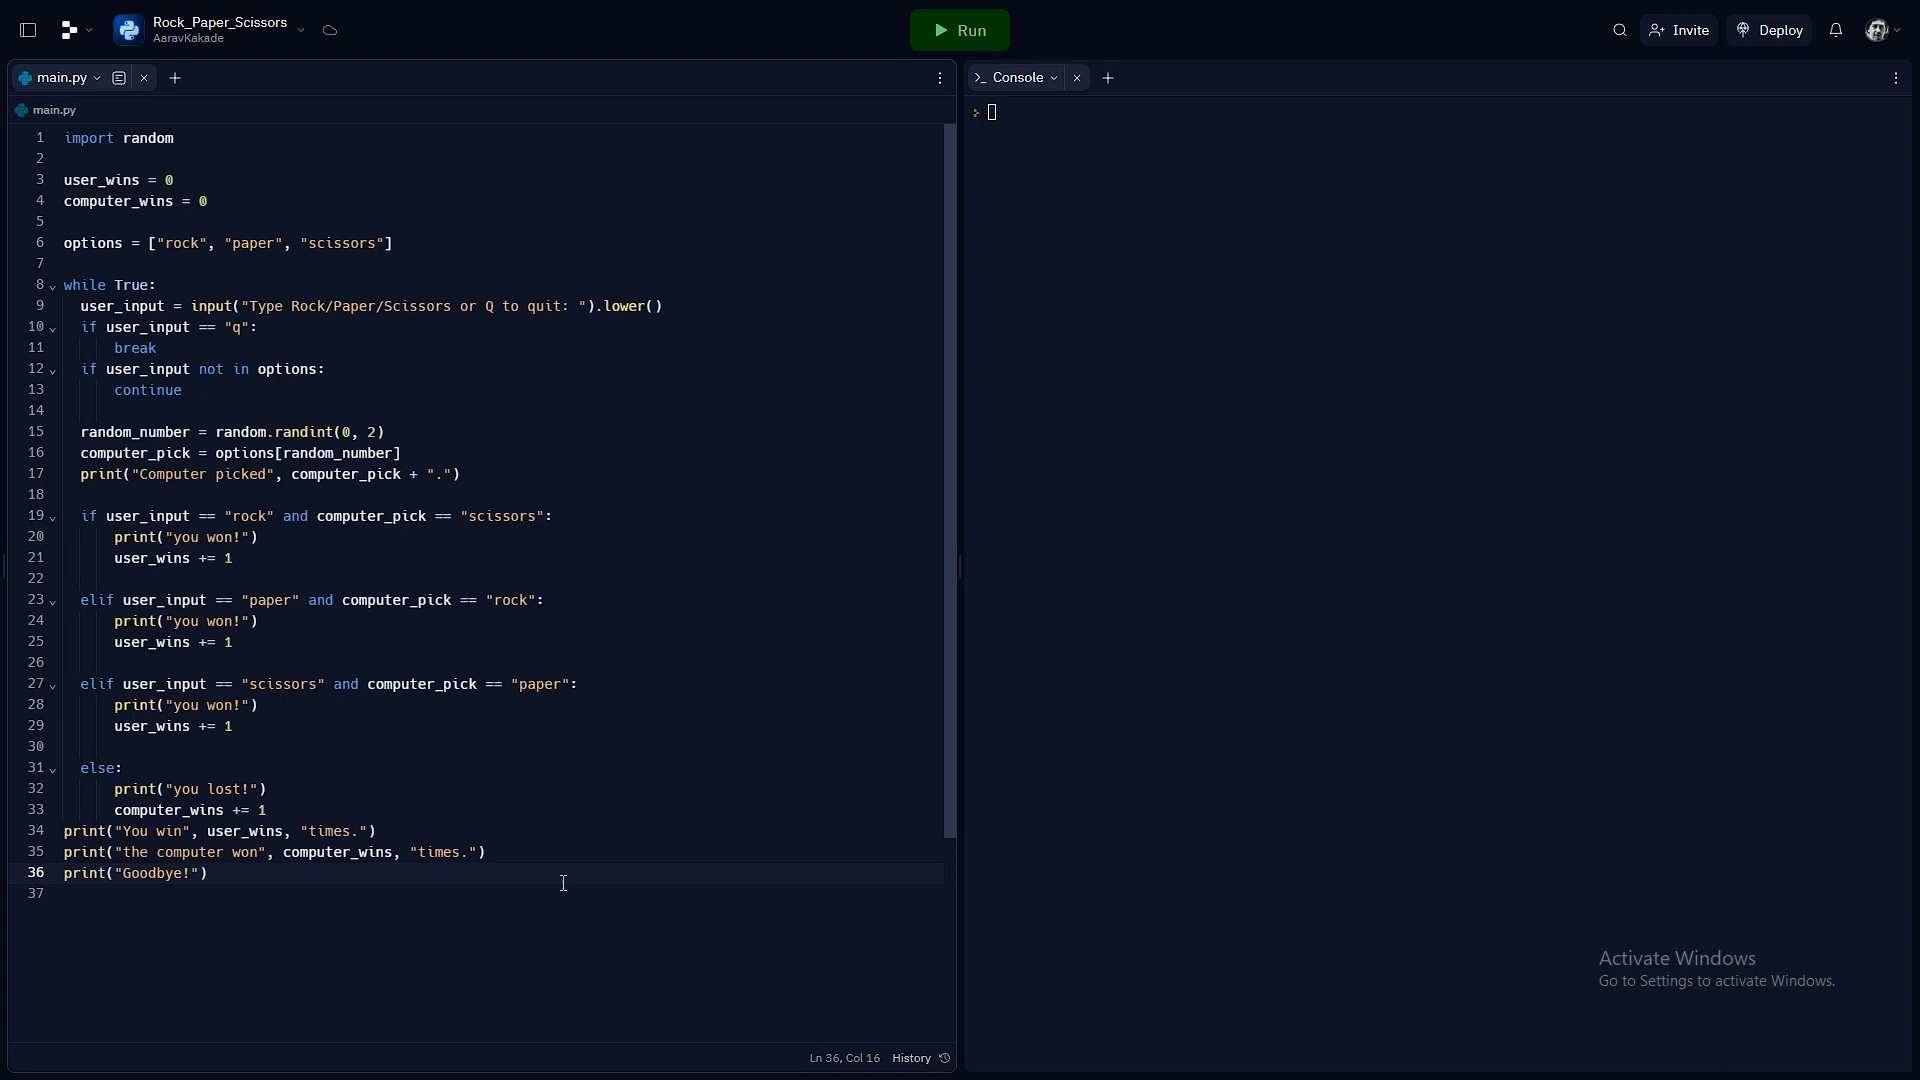 Rock_Paper_Scissors
AaravKakade
Run
Invite
Deploy
main.py
main.py
1 import random
2
3 user_wins = 0
4 computer_wins = 0
5
6 options = ["rock", "paper", "scissors"]
7
8 while True:
9   user_input = input("Type Rock/Paper/Scissors or Q to quit: ").lower()
10   if user_input == "q":
11       break
12   if user_input not in options:
13       continue
14
15   random_number = random.randint(0, 2)
16   computer_pick = options[random_number]
17   print("Computer picked", computer_pick + ".")
18
19   if user_input == "rock" and computer_pick == "scissors":
20       print("you won!")
21       user_wins += 1
22
23   elif user_input == "paper" and computer_pick == "rock":
24       print("you won!")
25       user_wins += 1
26
27   elif user_input == "scissors" and computer_pick == "paper":
28       print("you won!")
29       user_wins += 1
30
31   else:
32       print("you lost!")
33       computer_wins += 1
34 print("You win", user_wins, "times.")
35 print("the computer won", computer_wins, "times.")
36 print("Goodbye!")
37
Ln 36, Col 16 History
Console
Activate Windows
Go to Settings to activate Windows.